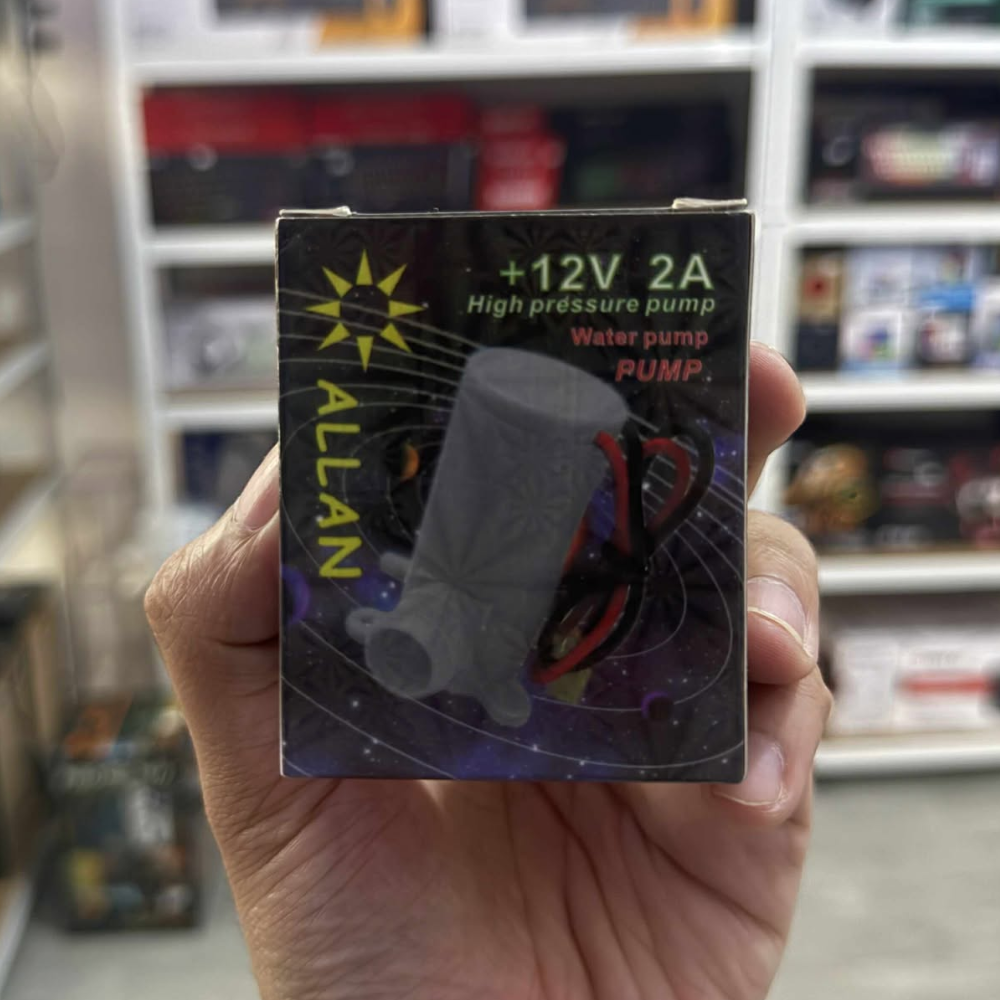 +12V 2A
High pressure pump
Water pump
PUMP
ALLAN